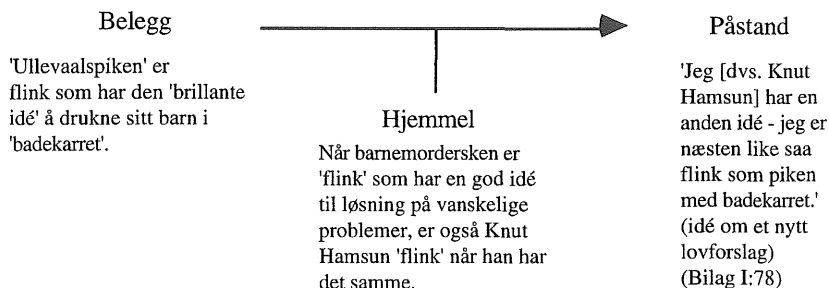 Belegg
'Ullevaalspiken' er
flink som har den 'brillante
idé' å drukne sitt barn i
'badekarret'.
Hjemmel
Når barnemordersken er
'flink' som har en god idé
til løsning på vanskelige
problemer, er også Knut
Hamsun 'flink' når han har
det samme.
Påstand
'Jeg [dvs. Knut
Hamsun] har en
anden idé - jeg er
næsten like saa
flink som piken
med badekarret.'
(idé om et nytt
lovforslag)
(Bilag I:78)